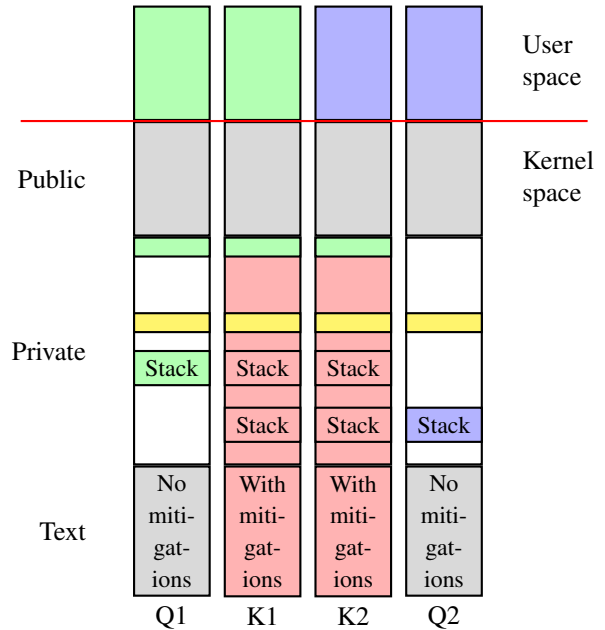 User
space
Public
Kernel
space
Private
Stack Stack Stack
Stack Stack Stack
Text
No
miti-
gat-
ions
With
miti-
gat-
ions
With
miti-
gat-
ions
No
miti-
gat-
ions
Q1 K1 K2 Q2